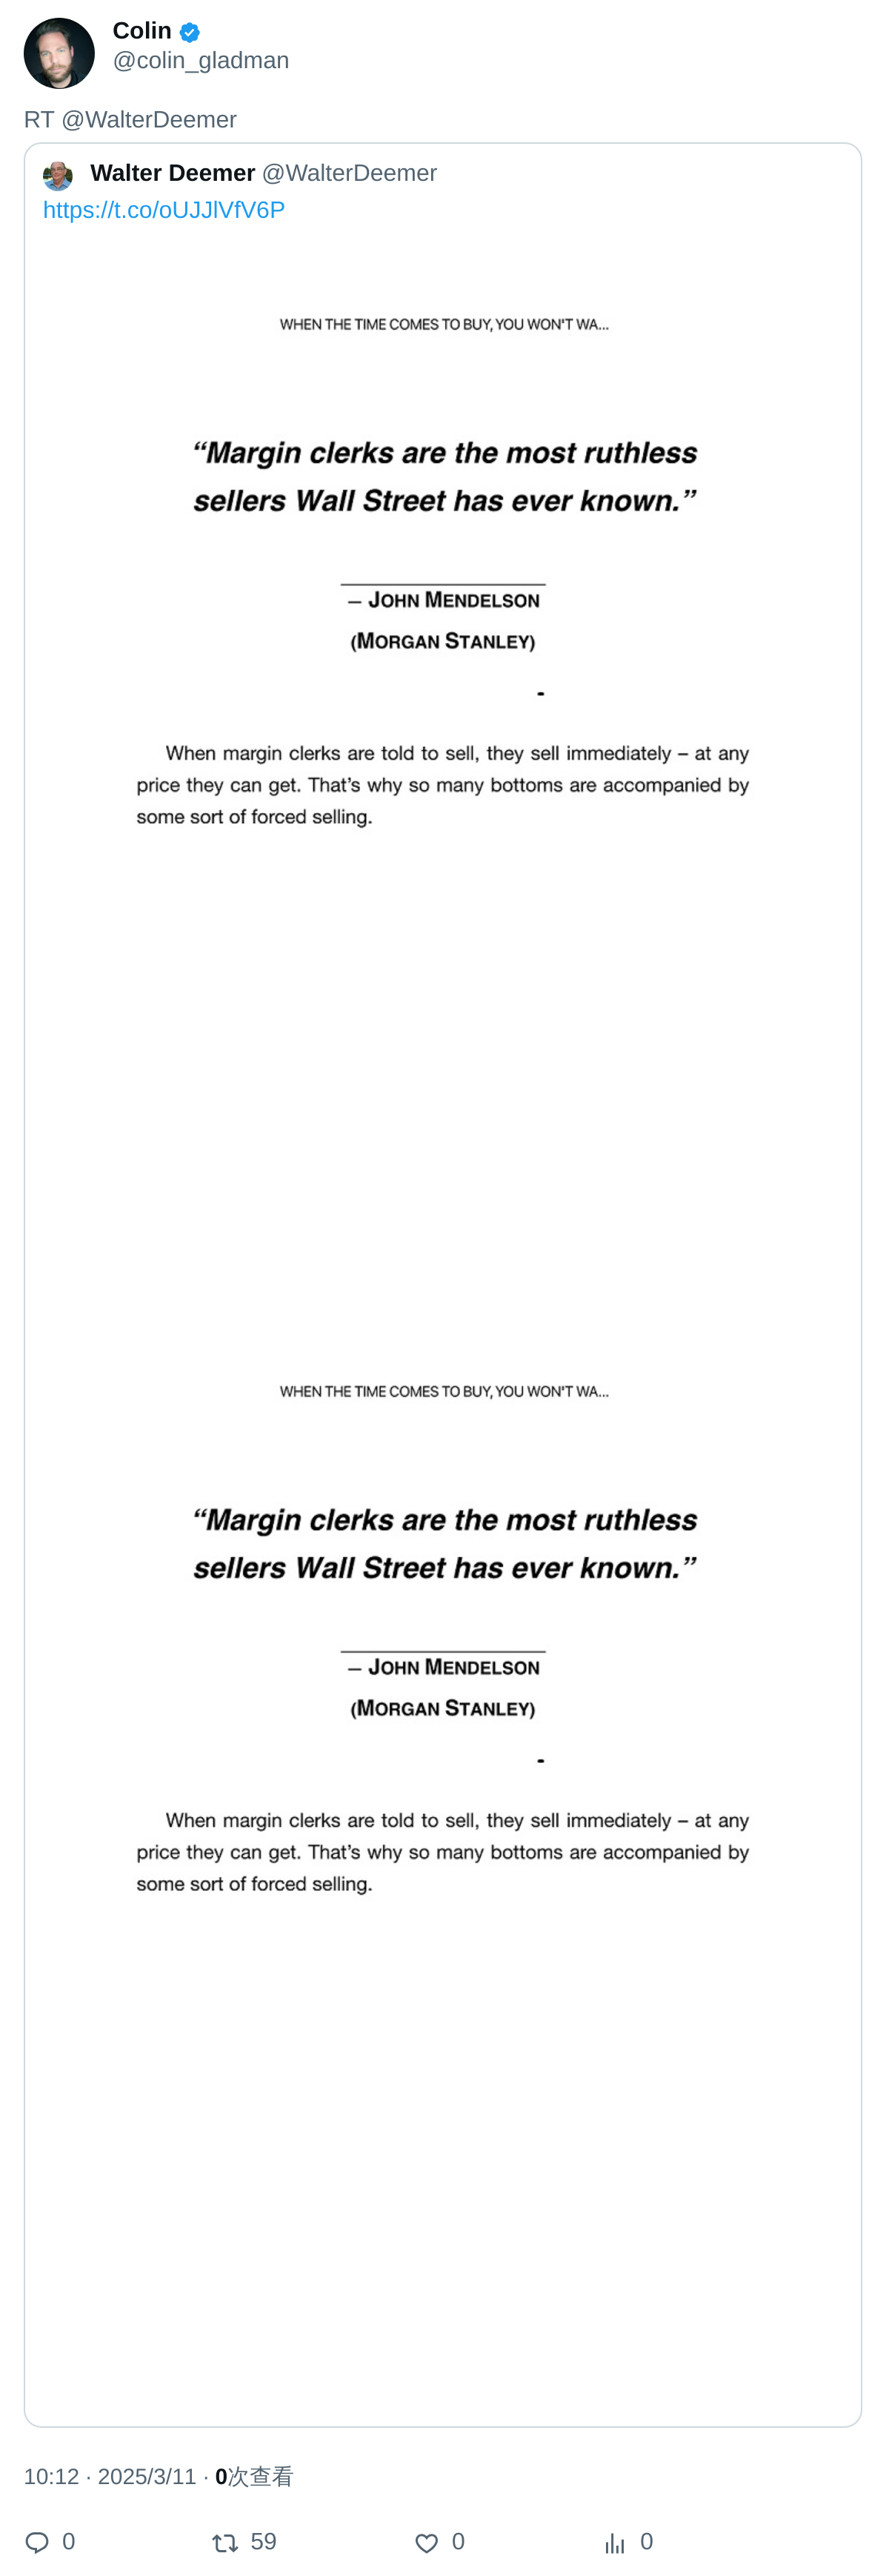 Colin
@colin_gladman
RT @WalterDeemer
Walter Deemer @WalterDeemer
https://t.co/oUJJlVfV6P
WHEN THE TIME COMES TO BUY, YOU WON'T WA...
“Margin clerks are the most ruthless
sellers Wall Street has ever known.”
– JOHN MENDELSON
(MORGAN STANLEY)
-
When margin clerks are told to sell, they sell immediately – at any
price they can get. That’s why so many bottoms are accompanied by
some sort of forced selling.
WHEN THE TIME COMES TO BUY, YOU WON'T WA...
“Margin clerks are the most ruthless
sellers Wall Street has ever known.”
– JOHN MENDELSON
(MORGAN STANLEY)
-
When margin clerks are told to sell, they sell immediately – at any
price they can get. That’s why so many bottoms are accompanied by
some sort of forced selling.
10:12 · 2025/3/11 · 0次查看
0 59 0 0